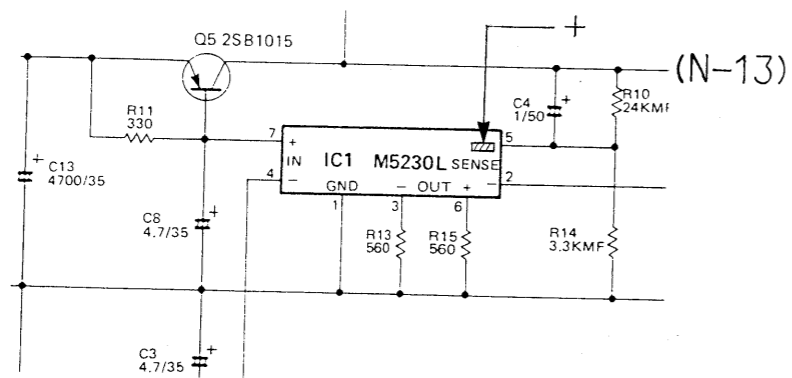 Q5 2SB1015
+
(N-13)
R11
330
C4
1/50
+
R10
24KMF
7
+
IN
IC1 M5230L
SENSE
5
C13
4700/35
+
4
−
GND
− OUT +
−
2
1
3
6
C8
4.7/35
+
R13
560
R15
560
R14
3.3KMF
C3
4.7/35
+